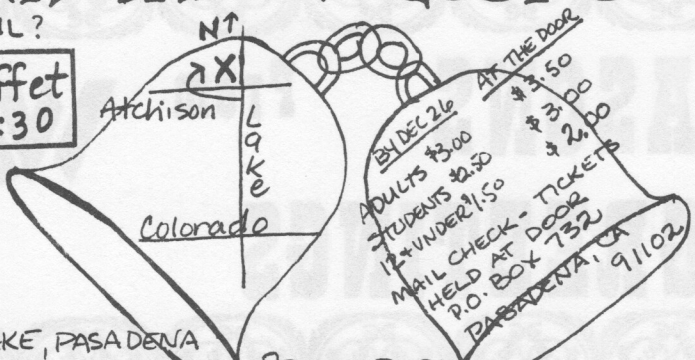 IL?
ffet
:30
N↑
X
Atchison
Lake
Colorado
KE, PASADENA
BY DEC 26 AT THE DOOR
ADULTS $3.00 $3.50
STUDENTS $2.50 $3.00
12 & UNDER $1.50 $2.00
MAIL CHECK - TICKETS
HELD AT DOOR
P.O. BOX 732
PASADENA, CA
91102